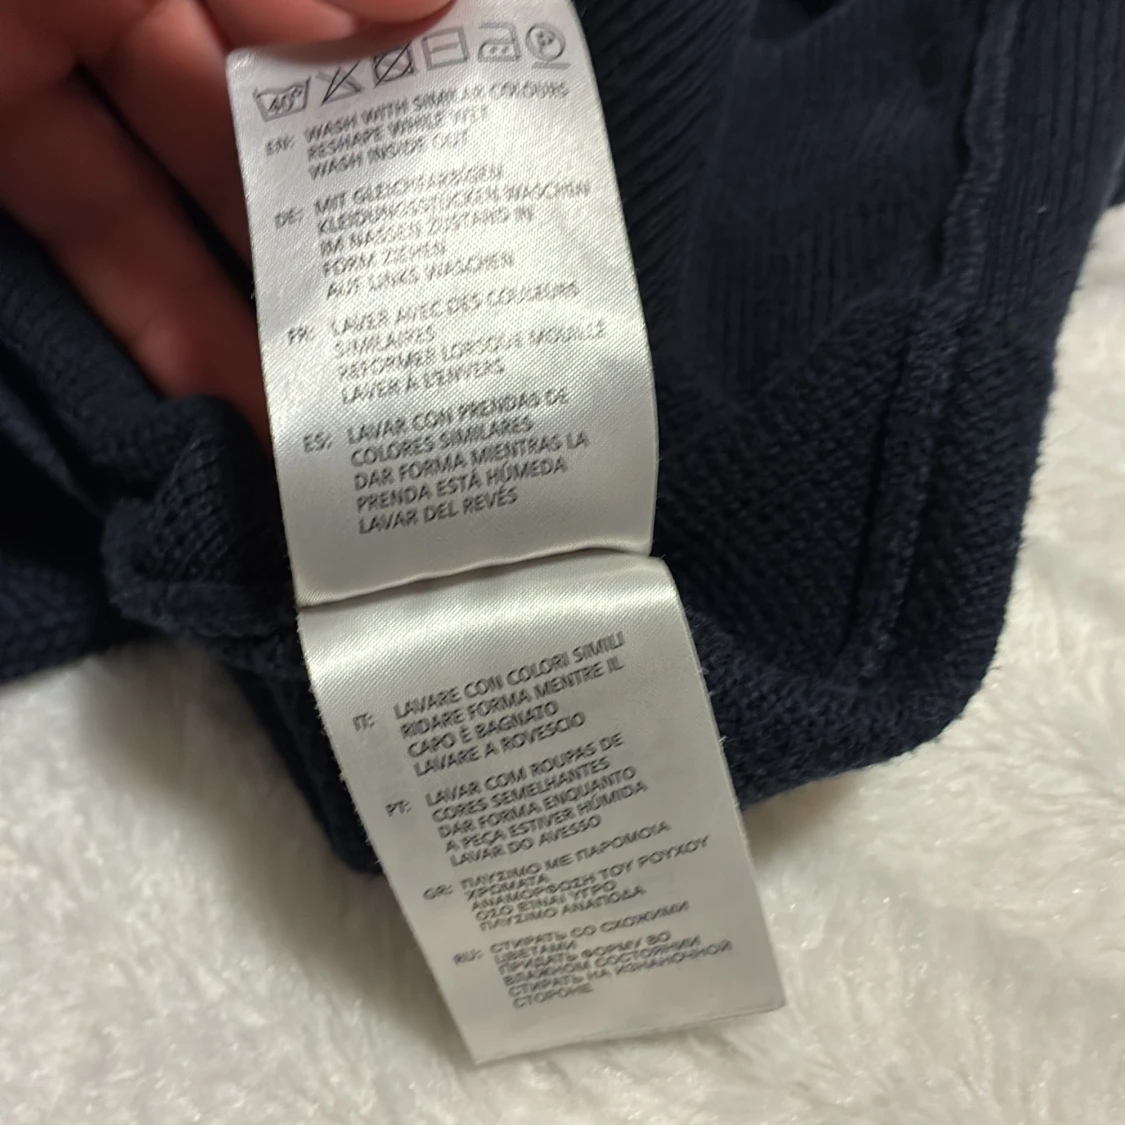 40°
P
EN: WASH WITH SIMILAR COLOURS
RESHAPE WHILE WET
WASH INSIDE OUT
DE: MIT GLEICHFARBIGEN
KLEIDUNGSSTÜCKEN WASCHEN
IM NASSEN ZUSTAND IN
FORM ZIEHEN
AUF LINKS WASCHEN
FR: LAVER AVEC DES COULEURS
SIMILAIRES
REFORMER LORSQUE MOUILLÉ
LAVER À L'ENVERS
ES: LAVAR CON PRENDAS DE
COLORES SIMILARES
DAR FORMA MIENTRAS LA
PRENDA ESTÁ HÚMEDA
LAVAR DEL REVÉS
IT: LAVARE CON COLORI SIMILI
RIDARE FORMA MENTRE IL
CAPO È BAGNATO
LAVARE A ROVESCIO
PT: LAVAR COM ROUPAS DE
CORES SEMELHANTES
DAR FORMA ENQUANTO
A PEÇA ESTIVER HÚMIDA
LAVAR DO AVESSO
GR: ΠΛΥΣΙΜΟ ΜΕ ΠΑΡΟΜΟΙΑ
ΧΡΩΜΑΤΑ
ΑΝΑΜΟΡΦΩΣΗ ΤΟΥ ΡΟΥΧΟΥ
ΟΣΟ ΕΙΝΑΙ ΥΓΡΟ
ΠΛΥΣΙΜΟ ΑΝΑΠΟΔΑ
RU: СТИРАТЬ СО СХОЖИМИ
ЦВЕТАМИ
ПРИДАТЬ ФОРМУ ВО
ВЛАЖНОМ СОСТОЯНИИ
СТИРАТЬ НА ИЗНАНОЧНОЙ
СТОРОНЕ